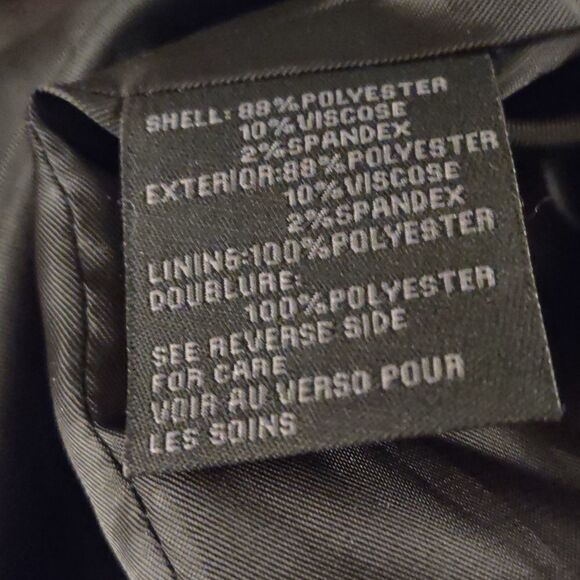 SHELL: 88%POLYESTER
10%VISCOSE
2%SPANDEX
EXTERIOR:88%POLYESTER
10%VISCOSE
2%SPANDEX
LINING:100%POLYESTER
DOUBLURE:
100%POLYESTER
SEE REVERSE SIDE
FOR CARE
VOIR AU VERSO POUR
LES SOINS